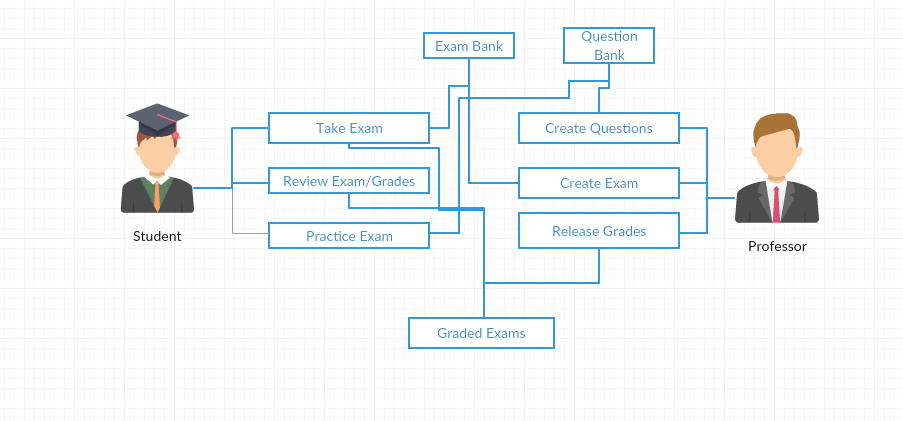 Exam Bank
Question
Bank
Take Exam
Create Questions
Review Exam/Grades
Create Exam
Practice Exam
Release Grades
Student
Professor
Graded Exams